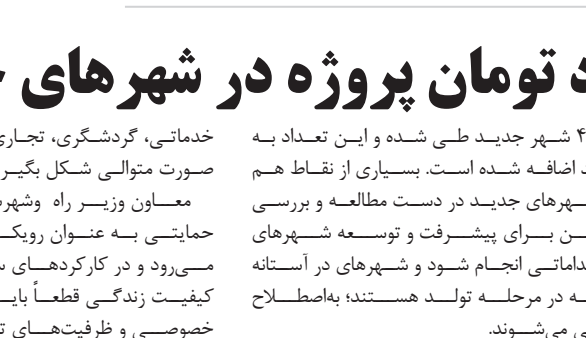 تومان پروژه در شهرهای
۴ شهر جدید طی شده و این تعداد به
اضافه شده است. بسیاری از نقاط هم
شهرهای جدید در دست مطالعه و بررسی
برای پیشرفت و توسعه شهرهای
انجام شود و شهرهای در آستانه
در مرحله تولد هستند؛ به‌اصطلاح
می‌شوند.
خدماتی، گردشگری، تجاری
صورت متوالی شکل بگیر
معاون وزیر راه وشهر
حمایتی به عنوان رویک
می‌رود و در کارکردهای
کیفیت زندگی قطعاً بای
خصوصی و ظرفیت‌های